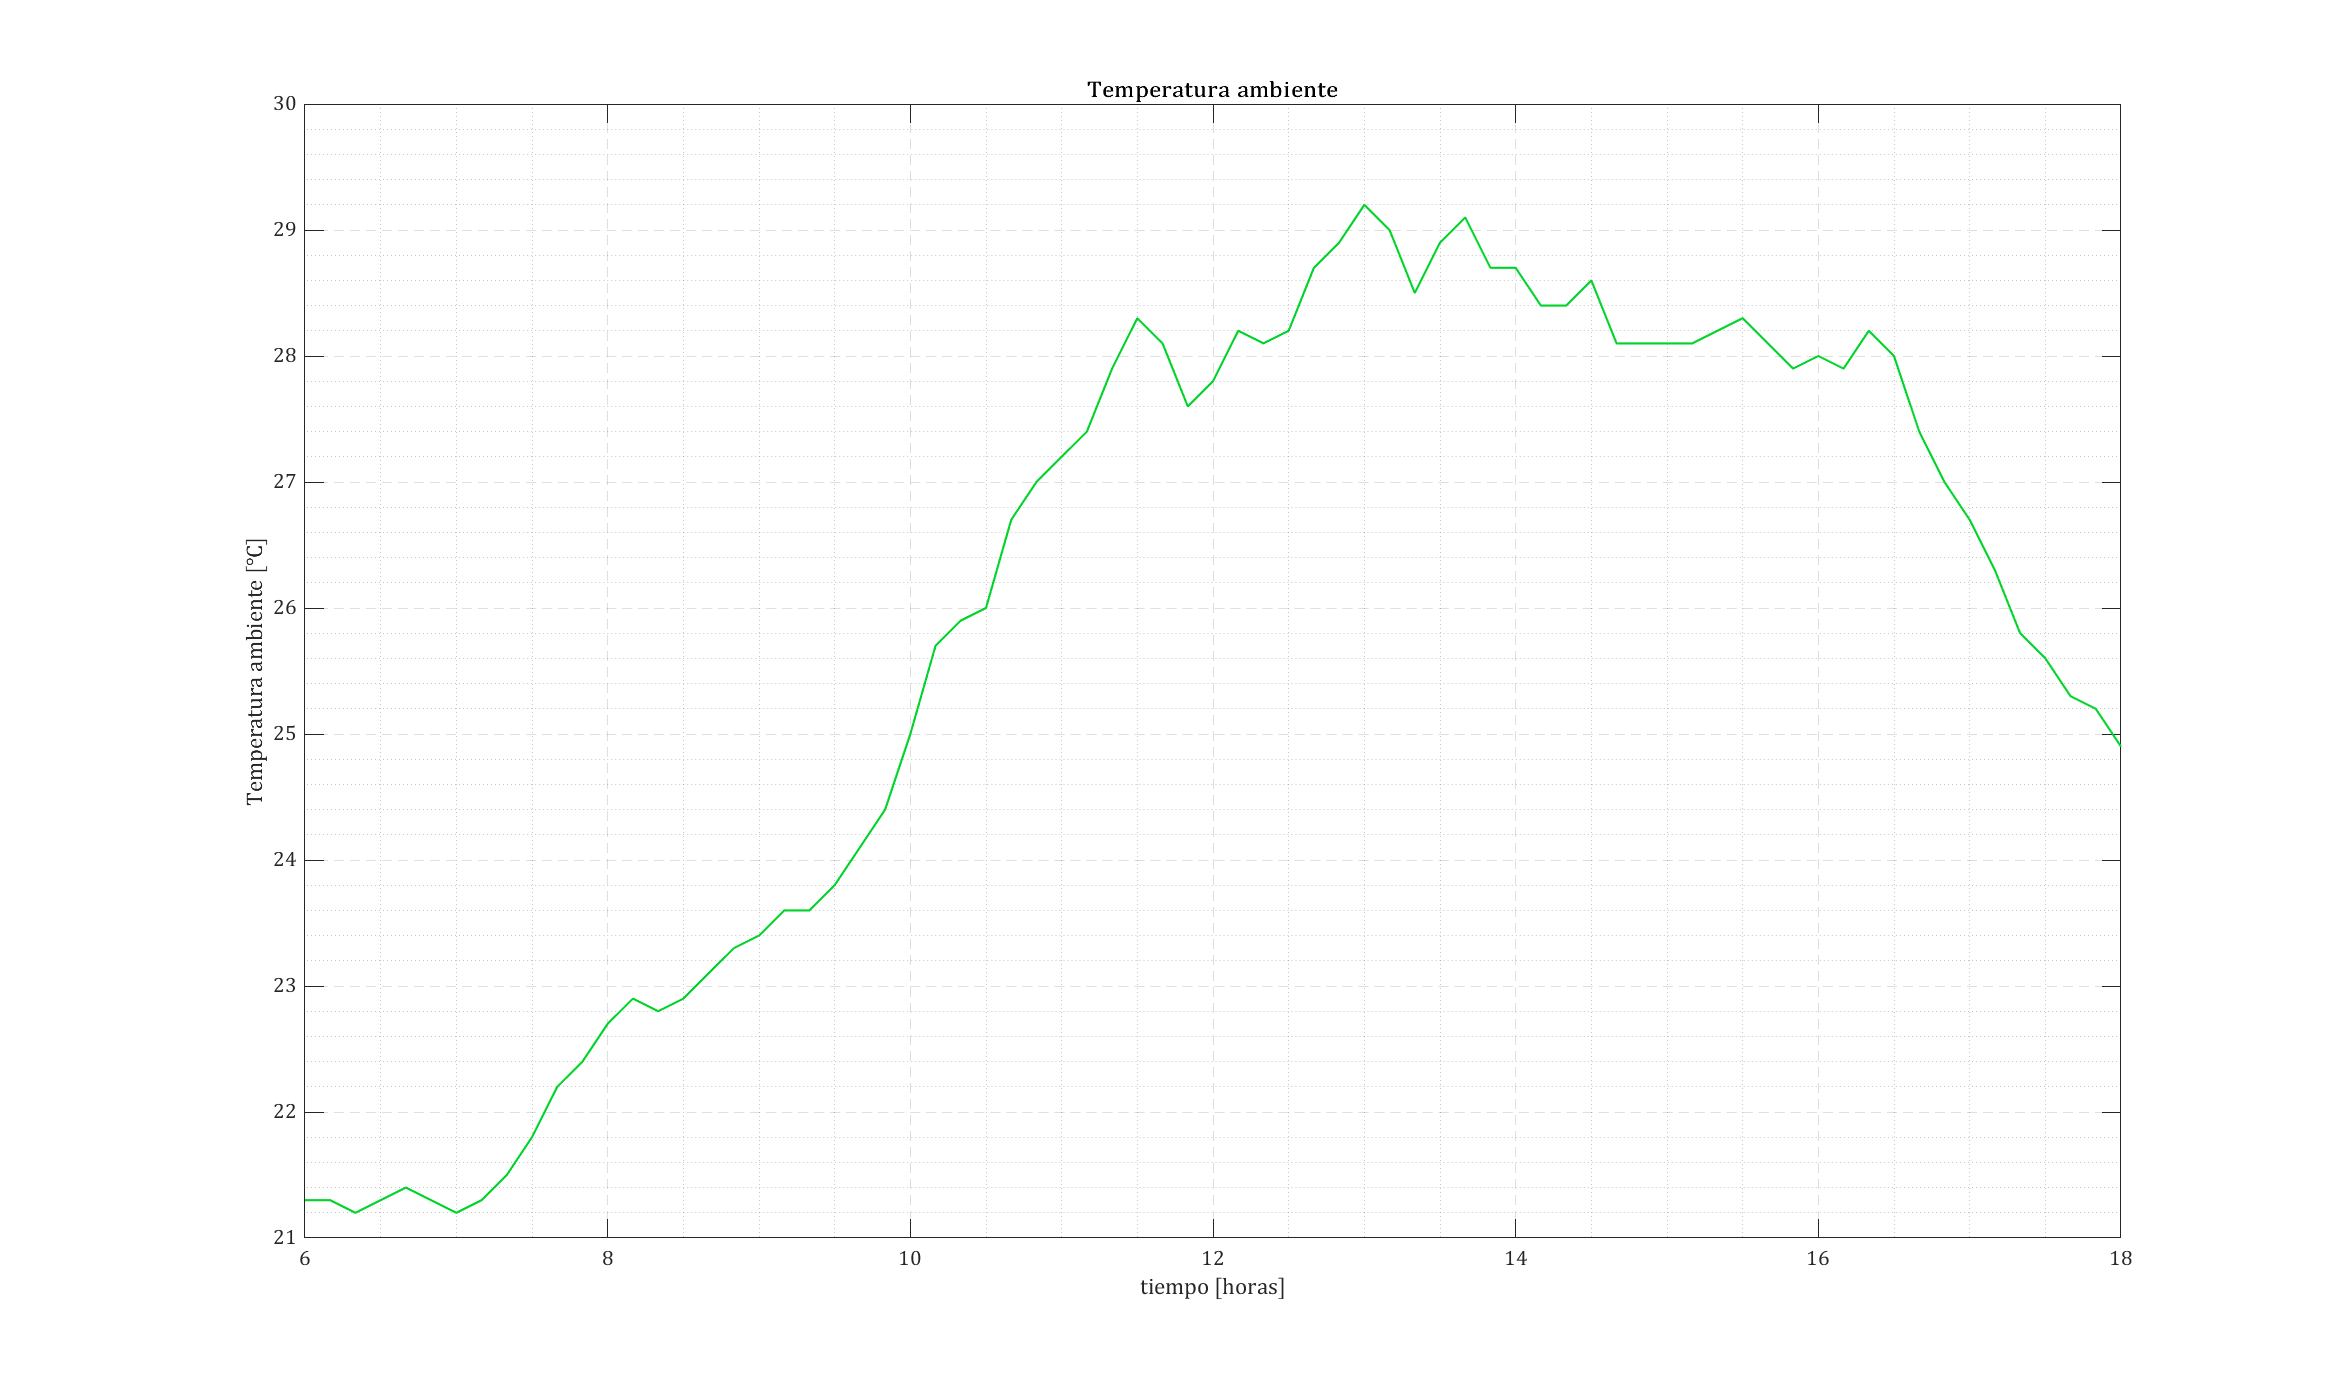 Temperatura ambiente
30
29
28
27
26
25
24
23
22
21
Temperatura ambiente [°C]
6 8 10 12 14 16 18
tiempo [horas]